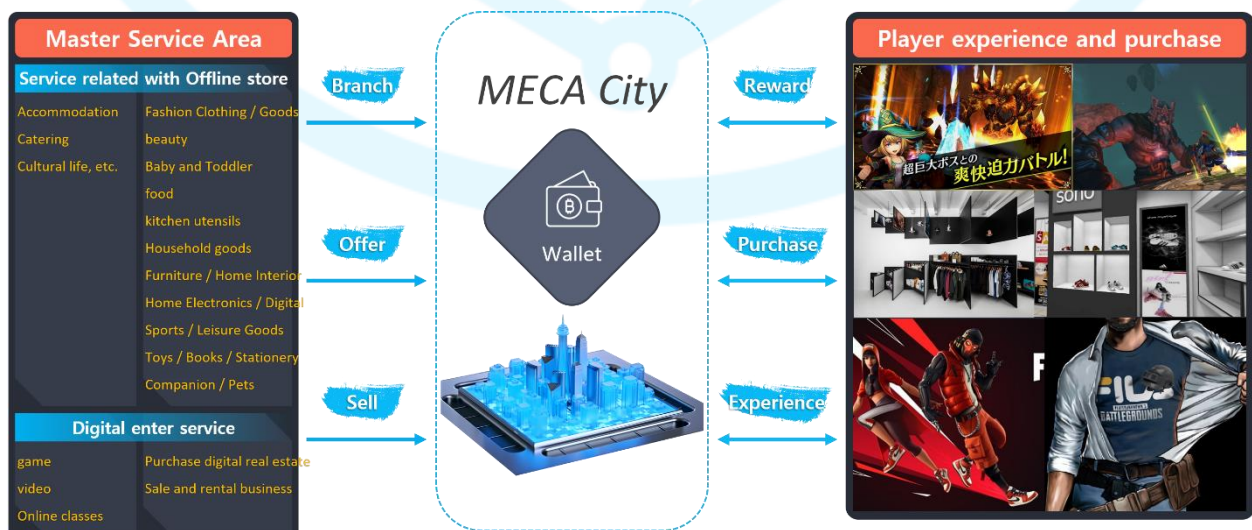 Master Service Area
Service related with Offline store
Accommodation
Catering
Cultural life, etc.
Fashion Clothing / Goods
beauty
Baby and Toddler
food
kitchen utensils
Household goods
Furniture / Home Interior
Home Electronics / Digital
Sports / Leisure Goods
Toys / Books / Stationery
Companion / Pets
Digital enter service
game
video
Online classes
Purchase digital real estate
Sale and rental business
Branch
Offer
Sell
MECA City
Wallet
Reward
Purchase
Experience
Player experience and purchase
超巨大ボスとの
爽快迫力バトル!
soho
F
BATTLEGROUNDS